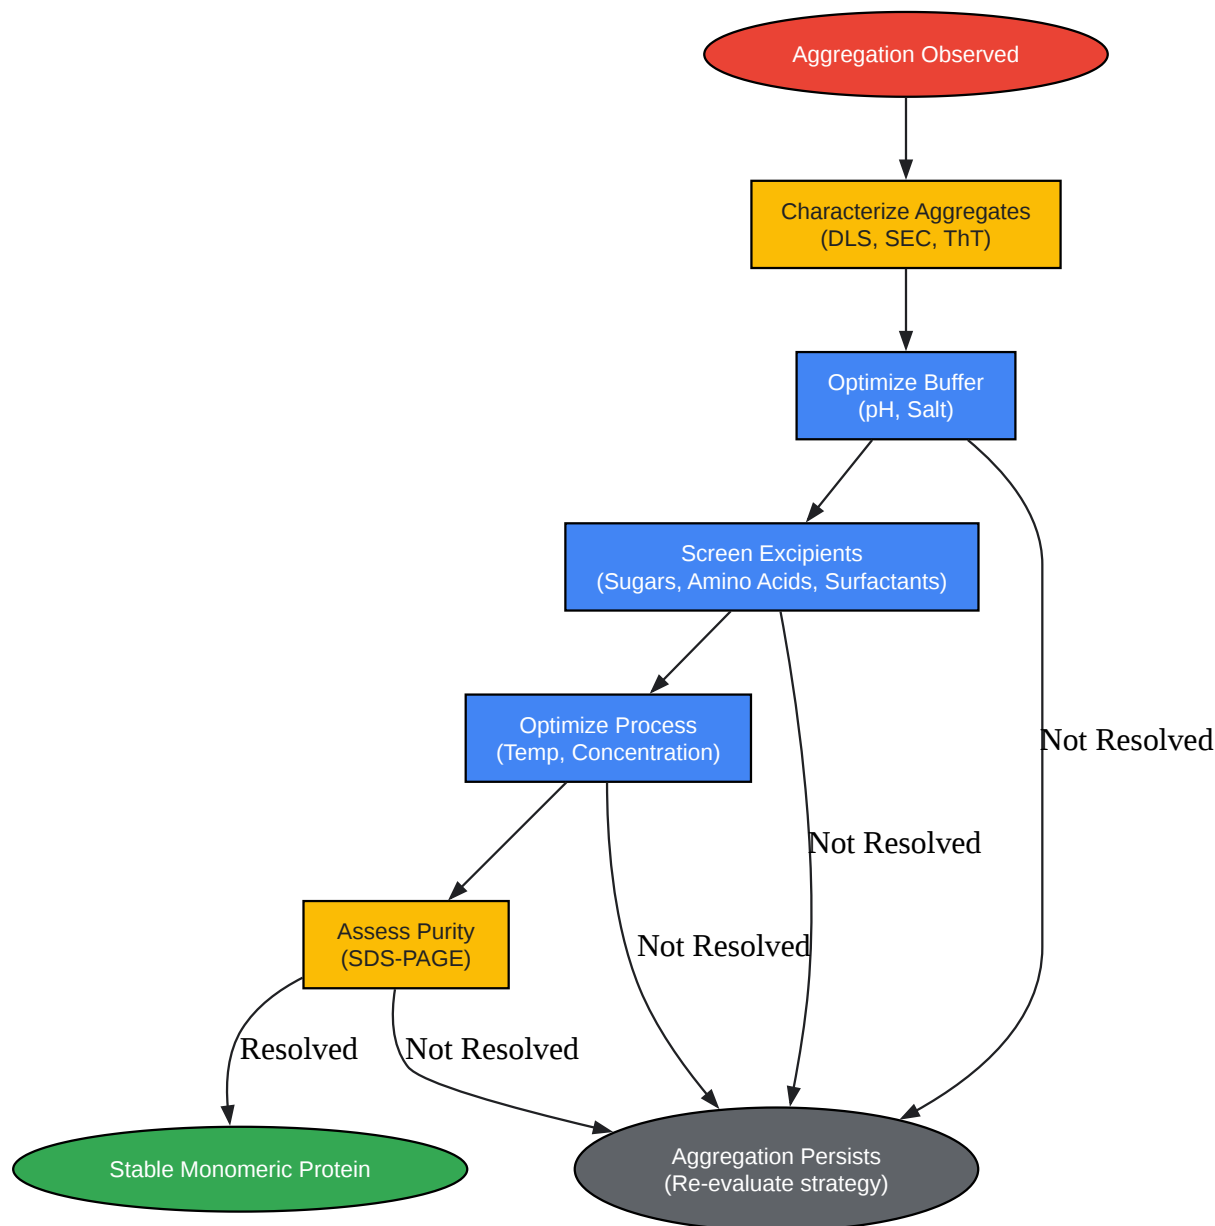 Aggregation Observed
Characterize Aggregates
(DLS, SEC, ThT)
Optimize Buffer
(pH, Salt)
Screen Excipients
(Sugars, Amino Acids, Surfactants)
Optimize Process
(Temp, Concentration)
Not Resolved
Not Resolved
Assess Purity
(SDS-PAGE)
Not Resolved
Resolved
Not Resolved
Stable Monomeric Protein
Aggregation Persists
(Re-evaluate strategy)